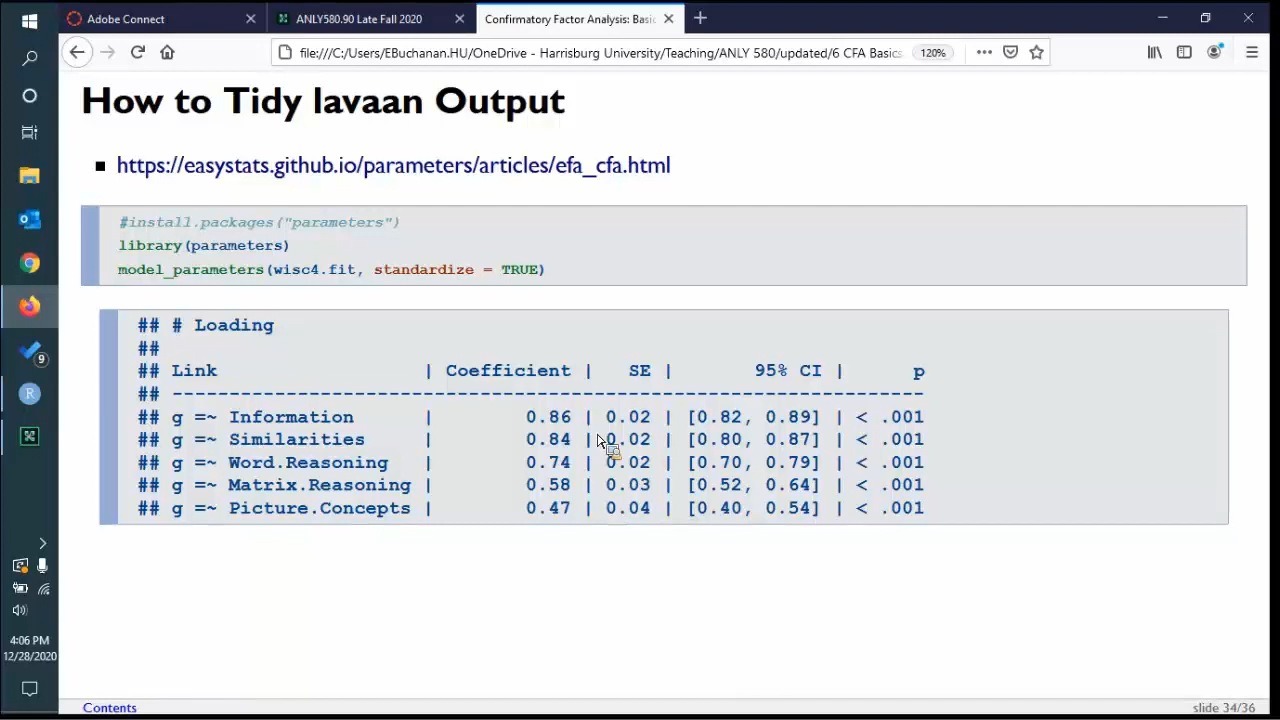 Adobe Connect
ANLY580.90 Late Fall 2020
Confirmatory Factor Analysis: Basic
file:///C:/Users/EBuchanan.HU/OneDrive - Harrisburg University/Teaching/ANLY 580/updated/6 CFA Basics
120%
How to Tidy lavaan Output
https://easystats.github.io/parameters/articles/efa_cfa.html
#install.packages("parameters")
library(parameters)
model_parameters(wisc4.fit, standardize = TRUE)
## # Loading
##
## Link | Coefficient | SE | 95% CI | p
## ------------------------------------------------------------------
## g =~ Information | 0.86 | 0.02 | [0.82, 0.89] | < .001
## g =~ Similarities | 0.84 | 0.02 | [0.80, 0.87] | < .001
## g =~ Word.Reasoning | 0.74 | 0.02 | [0.70, 0.79] | < .001
## g =~ Matrix.Reasoning | 0.58 | 0.03 | [0.52, 0.64] | < .001
## g =~ Picture.Concepts | 0.47 | 0.04 | [0.40, 0.54] | < .001
9
4:06 PM
12/28/2020
Contents
slide 34/36